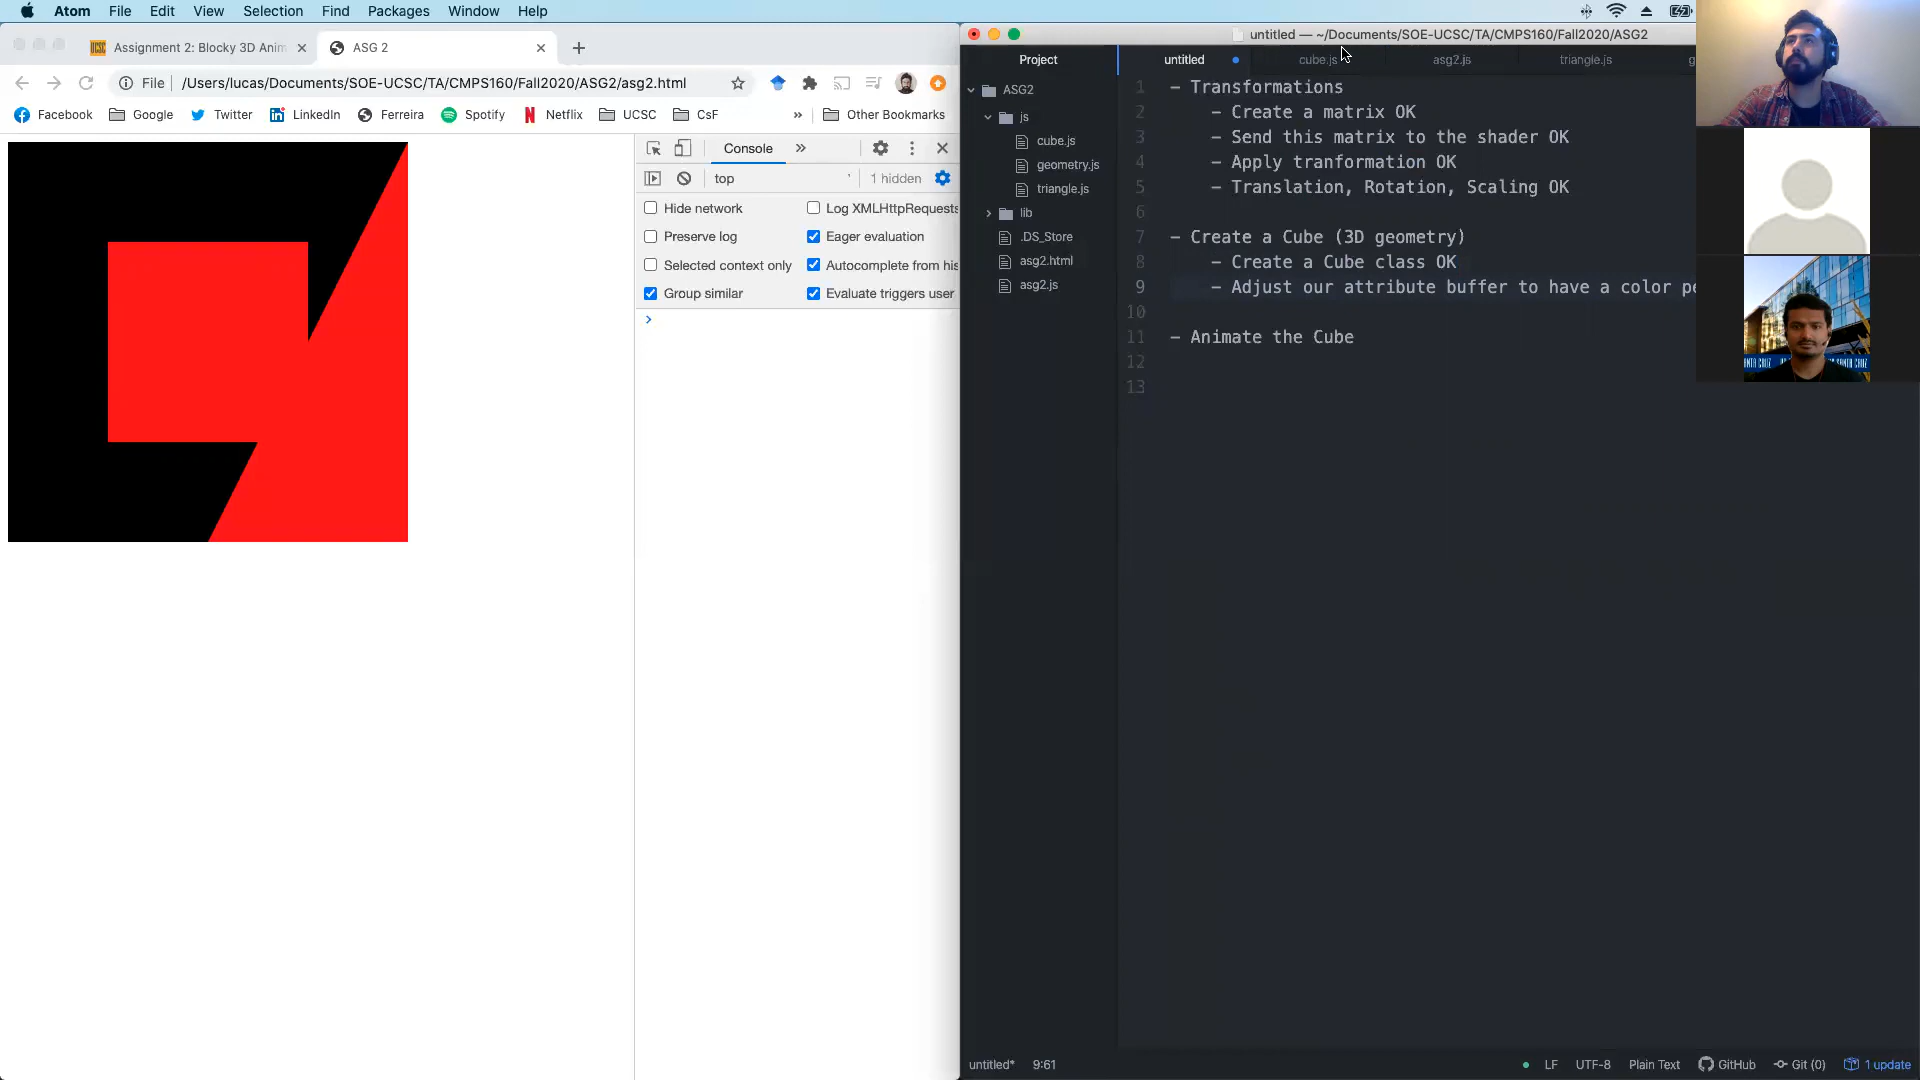 Atom File Edit View Selection Find Packages Window Help
UCSC Assignment 2: Blocky 3D Anim
ASG 2
File /Users/lucas/Documents/SOE-UCSC/TA/CMPS160/Fall2020/ASG2/asg2.html
Facebook Google Twitter LinkedIn Ferreira Spotify Netflix UCSC CsF » Other Bookmarks
Console »
top 1 hidden
Hide network Log XMLHttpRequests
Preserve log Eager evaluation
Selected context only Autocomplete from his
Group similar Evaluate triggers user
untitled — ~/Documents/SOE-UCSC/TA/CMPS160/Fall2020/ASG2
Project untitled cube.js asg2.js triangle.js g
ASG2
js
cube.js
geometry.js
triangle.js
lib
.DS_Store
asg2.html
asg2.js
1 - Transformations
2 - Create a matrix OK
3 - Send this matrix to the shader OK
4 - Apply tranformation OK
5 - Translation, Rotation, Scaling OK
6
7 - Create a Cube (3D geometry)
8 - Create a Cube class OK
9 - Adjust our attribute buffer to have a color pe
10
11 - Animate the Cube
12
13
SANTA CRUZ
untitled* 9:61 LF UTF-8 Plain Text GitHub Git (0) 1 update